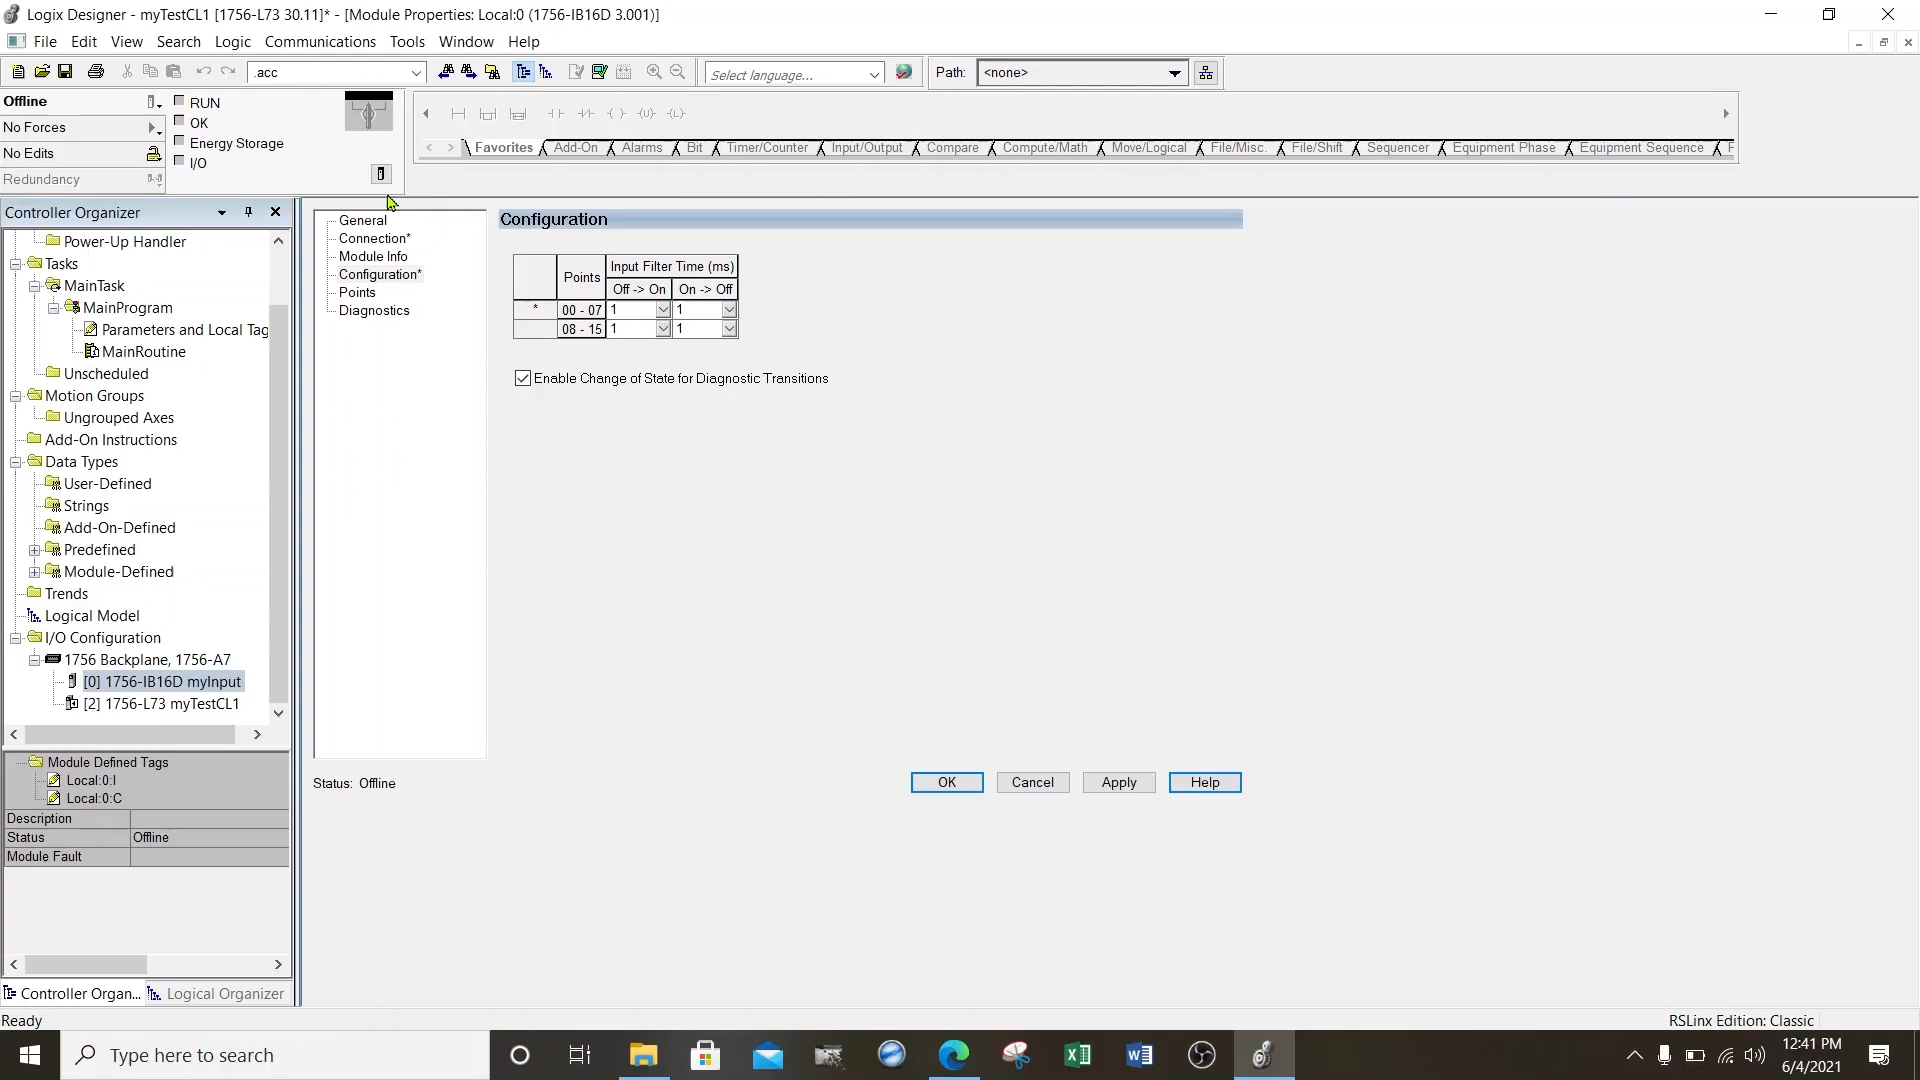 Logix Designer - myTestCL1 [1756-L73 30.11]* - [Module Properties: Local:0 (1756-IB16D 3.001)]
File Edit View Search Logic Communications Tools Window Help
.acc
Select language...
Path: <none>
Offline
RUN
No Forces
OK
No Edits
Energy Storage
Redundancy
I/O
Favorites Add-On Alarms Bit Timer/Counter Input/Output Compare Compute/Math Move/Logical File/Misc. File/Shift Sequencer Equipment Phase Equipment Sequence
Controller Organizer
Power-Up Handler
Tasks
MainTask
MainProgram
Parameters and Local Tag
MainRoutine
Unscheduled
Motion Groups
Ungrouped Axes
Add-On Instructions
Data Types
User-Defined
Strings
Add-On-Defined
Predefined
Module-Defined
Trends
Logical Model
I/O Configuration
1756 Backplane, 1756-A7
[0] 1756-IB16D myInput
[2] 1756-L73 myTestCL1
Module Defined Tags
Local:0:I
Local:0:C
Description
Status Offline
Module Fault
Controller Organ... Logical Organizer
General
Connection*
Module Info
Configuration*
Points
Diagnostics
Configuration
Points Input Filter Time (ms)
Off -> On On -> Off
* 00 - 07 1 1
08 - 15 1 1
Enable Change of State for Diagnostic Transitions
Status: Offline
OK Cancel Apply Help
Ready
RSLinx Edition: Classic
Type here to search
12:41 PM
6/4/2021